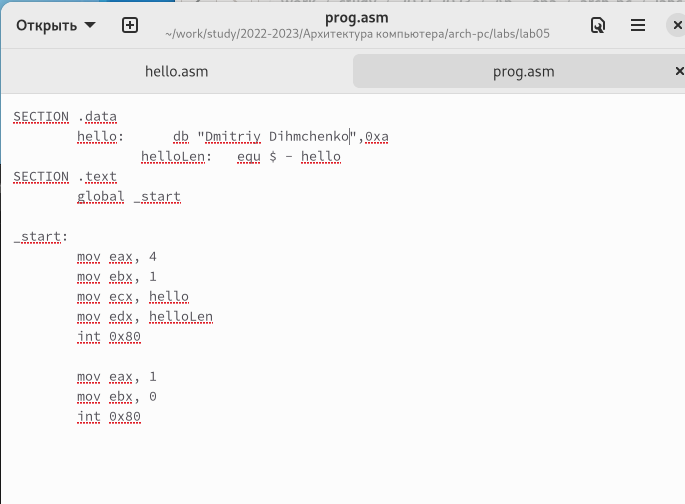 Открыть
prog.asm
~/work/study/2022-2023/Архитектура компьютера/arch-pc/labs/lab05
hello.asm
prog.asm
SECTION .data
hello: db "Dmitriy Dihmchenko",0xa
helloLen: equ $ - hello
SECTION .text
global _start
_start:
mov eax, 4
mov ebx, 1
mov ecx, hello
mov edx, helloLen
int 0x80
mov eax, 1
mov ebx, 0
int 0x80